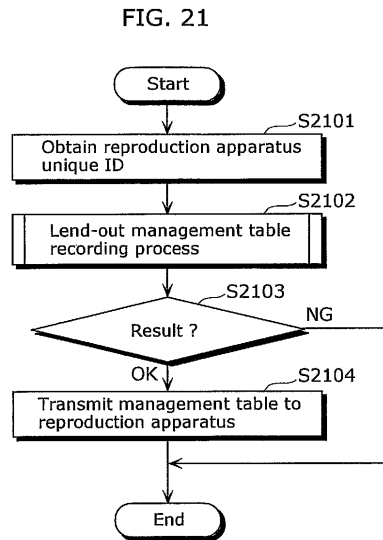 FIG. 21
Start
S2101
Obtain reproduction apparatus
unique ID
S2102
Lend-out management table
recording process
S2103
Result ?
NG
OK
S2104
Transmit management table to
reproduction apparatus
End